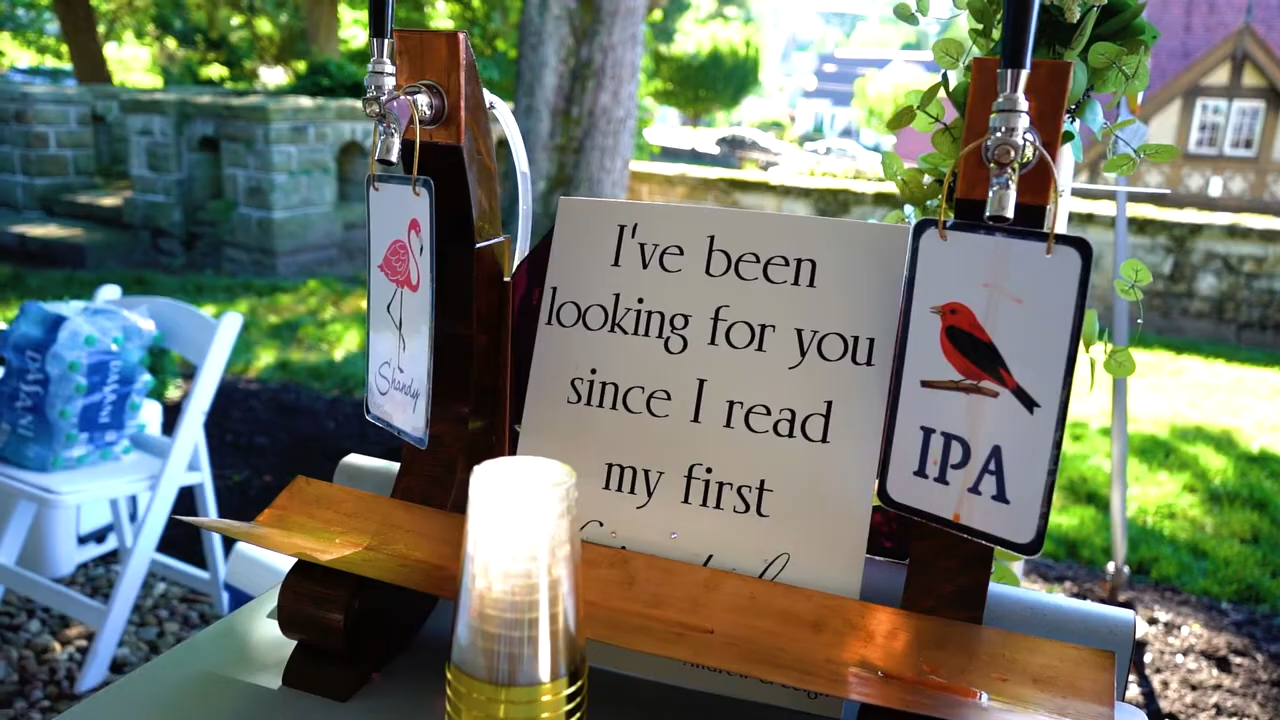 I've been
looking for you
since I read
my first
Shandy
IPA
DASANI
DASANI